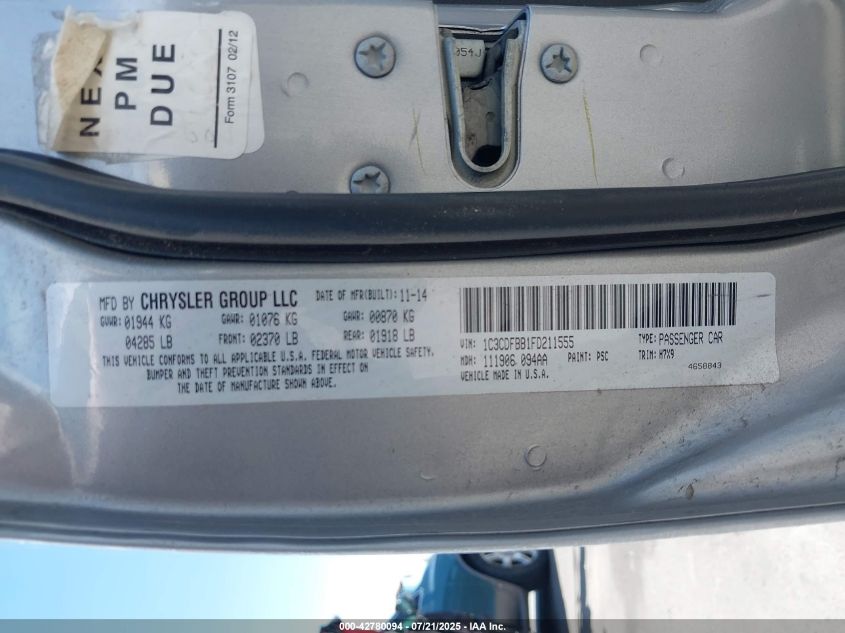 NEX
PM
DUE
Form 3107 02/12
054J
MFD BY CHRYSLER GROUP LLC DATE OF MFR(BUILT): 11-14
GVWR: 01944 KG GAWR: 01076 KG GAWR: 00870 KG
04285 LB FRONT: 02370 LB REAR: 01918 LB
THIS VEHICLE CONFORMS TO ALL APPLICABLE U.S.A. FEDERAL MOTOR VEHICLE SAFETY,
BUMPER AND THEFT PREVENTION STANDARDS IN EFFECT ON
THE DATE OF MANUFACTURE SHOWN ABOVE.
VIN: 1C3CDFBB1FD211555 TYPE: PASSENGER CAR
MDH: 111906 094AA PAINT: PSC TRIM: H7X9
VEHICLE MADE IN U.S.A. 4658843
000-42780094 - 07/21/2025 - IAA Inc.